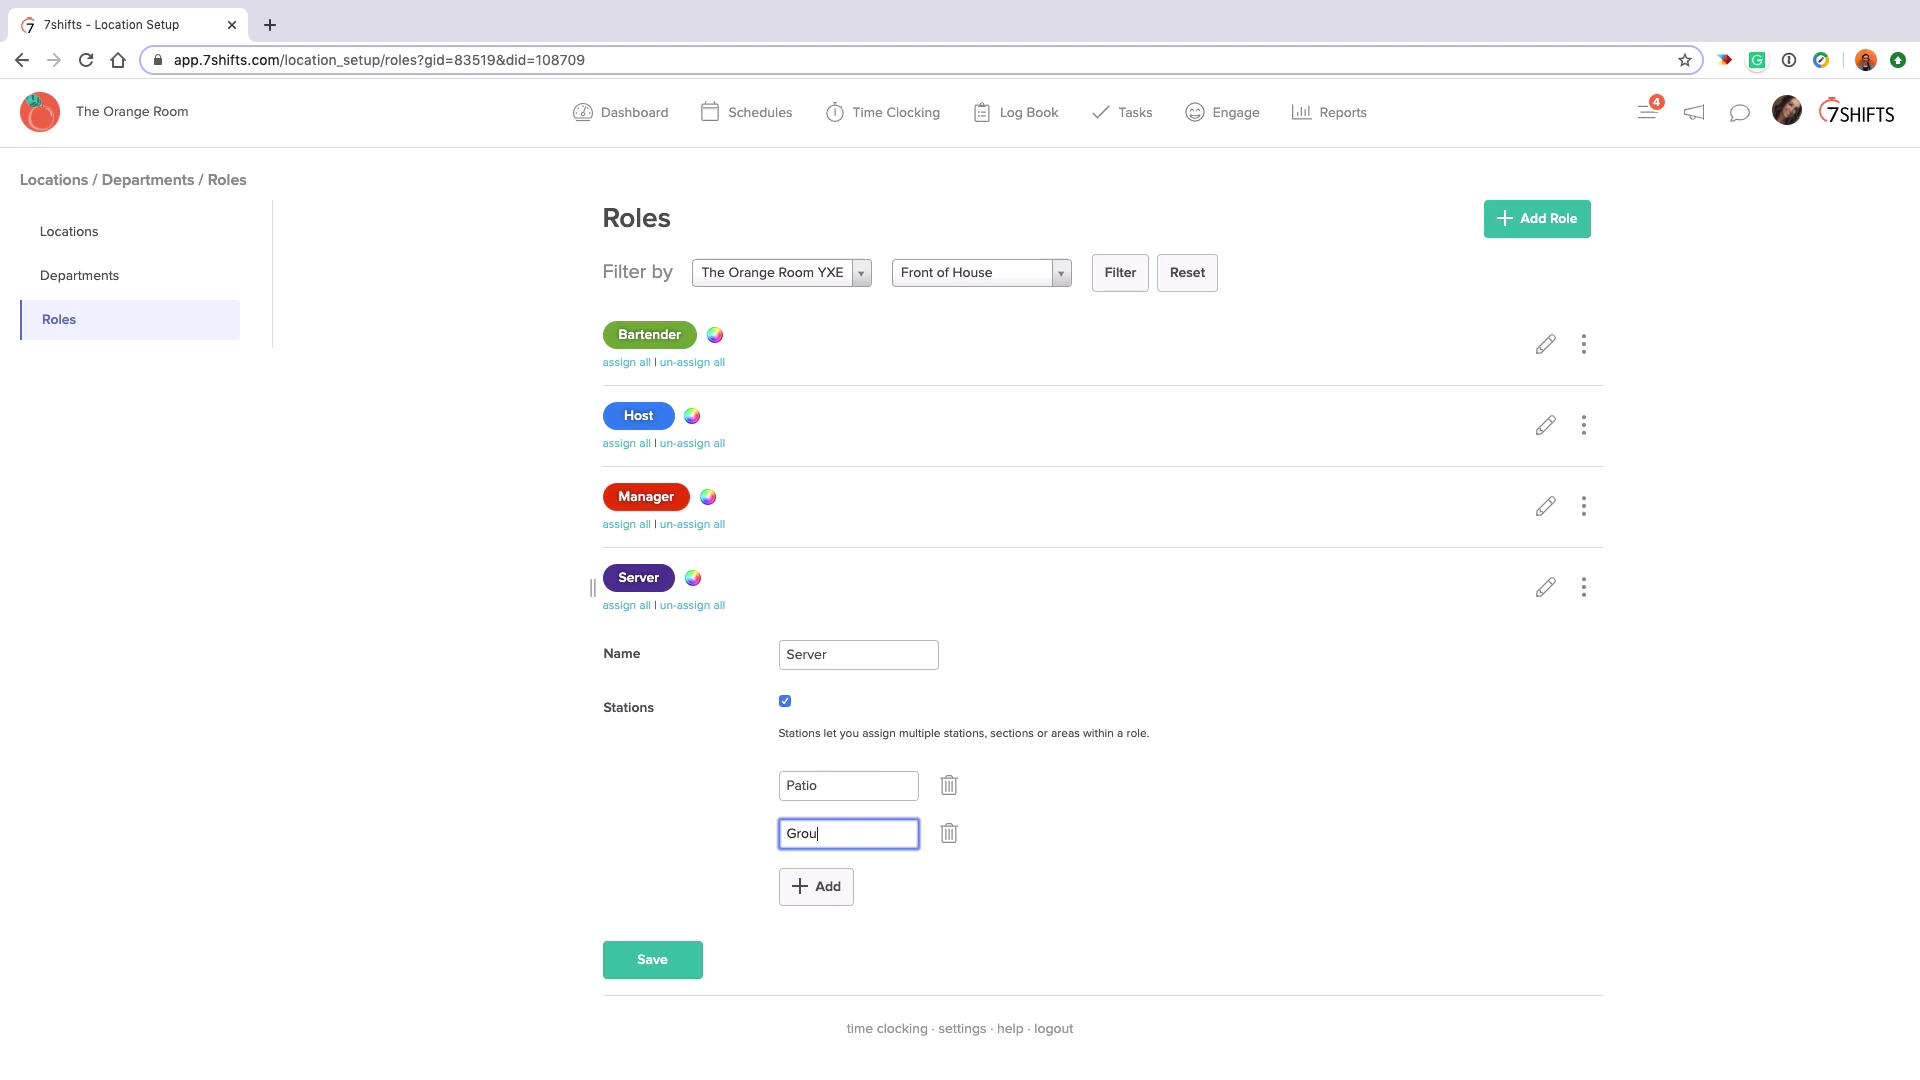 7shifts - Location Setup
app.7shifts.com/location_setup/roles?gid=83519&did=108709
The Orange Room
Dashboard
Schedules
Time Clocking
Log Book
Tasks
Engage
Reports
4
7SHIFTS
Locations / Departments / Roles
Locations
Departments
Roles
Roles
Add Role
Filter by
The Orange Room YXE
Front of House
Filter
Reset
Bartender
assign all | un-assign all
Host
assign all | un-assign all
Manager
assign all | un-assign all
Server
assign all | un-assign all
Name
Server
Stations
Stations let you assign multiple stations, sections or areas within a role.
Patio
Grou
Add
Save
time clocking · settings · help · logout